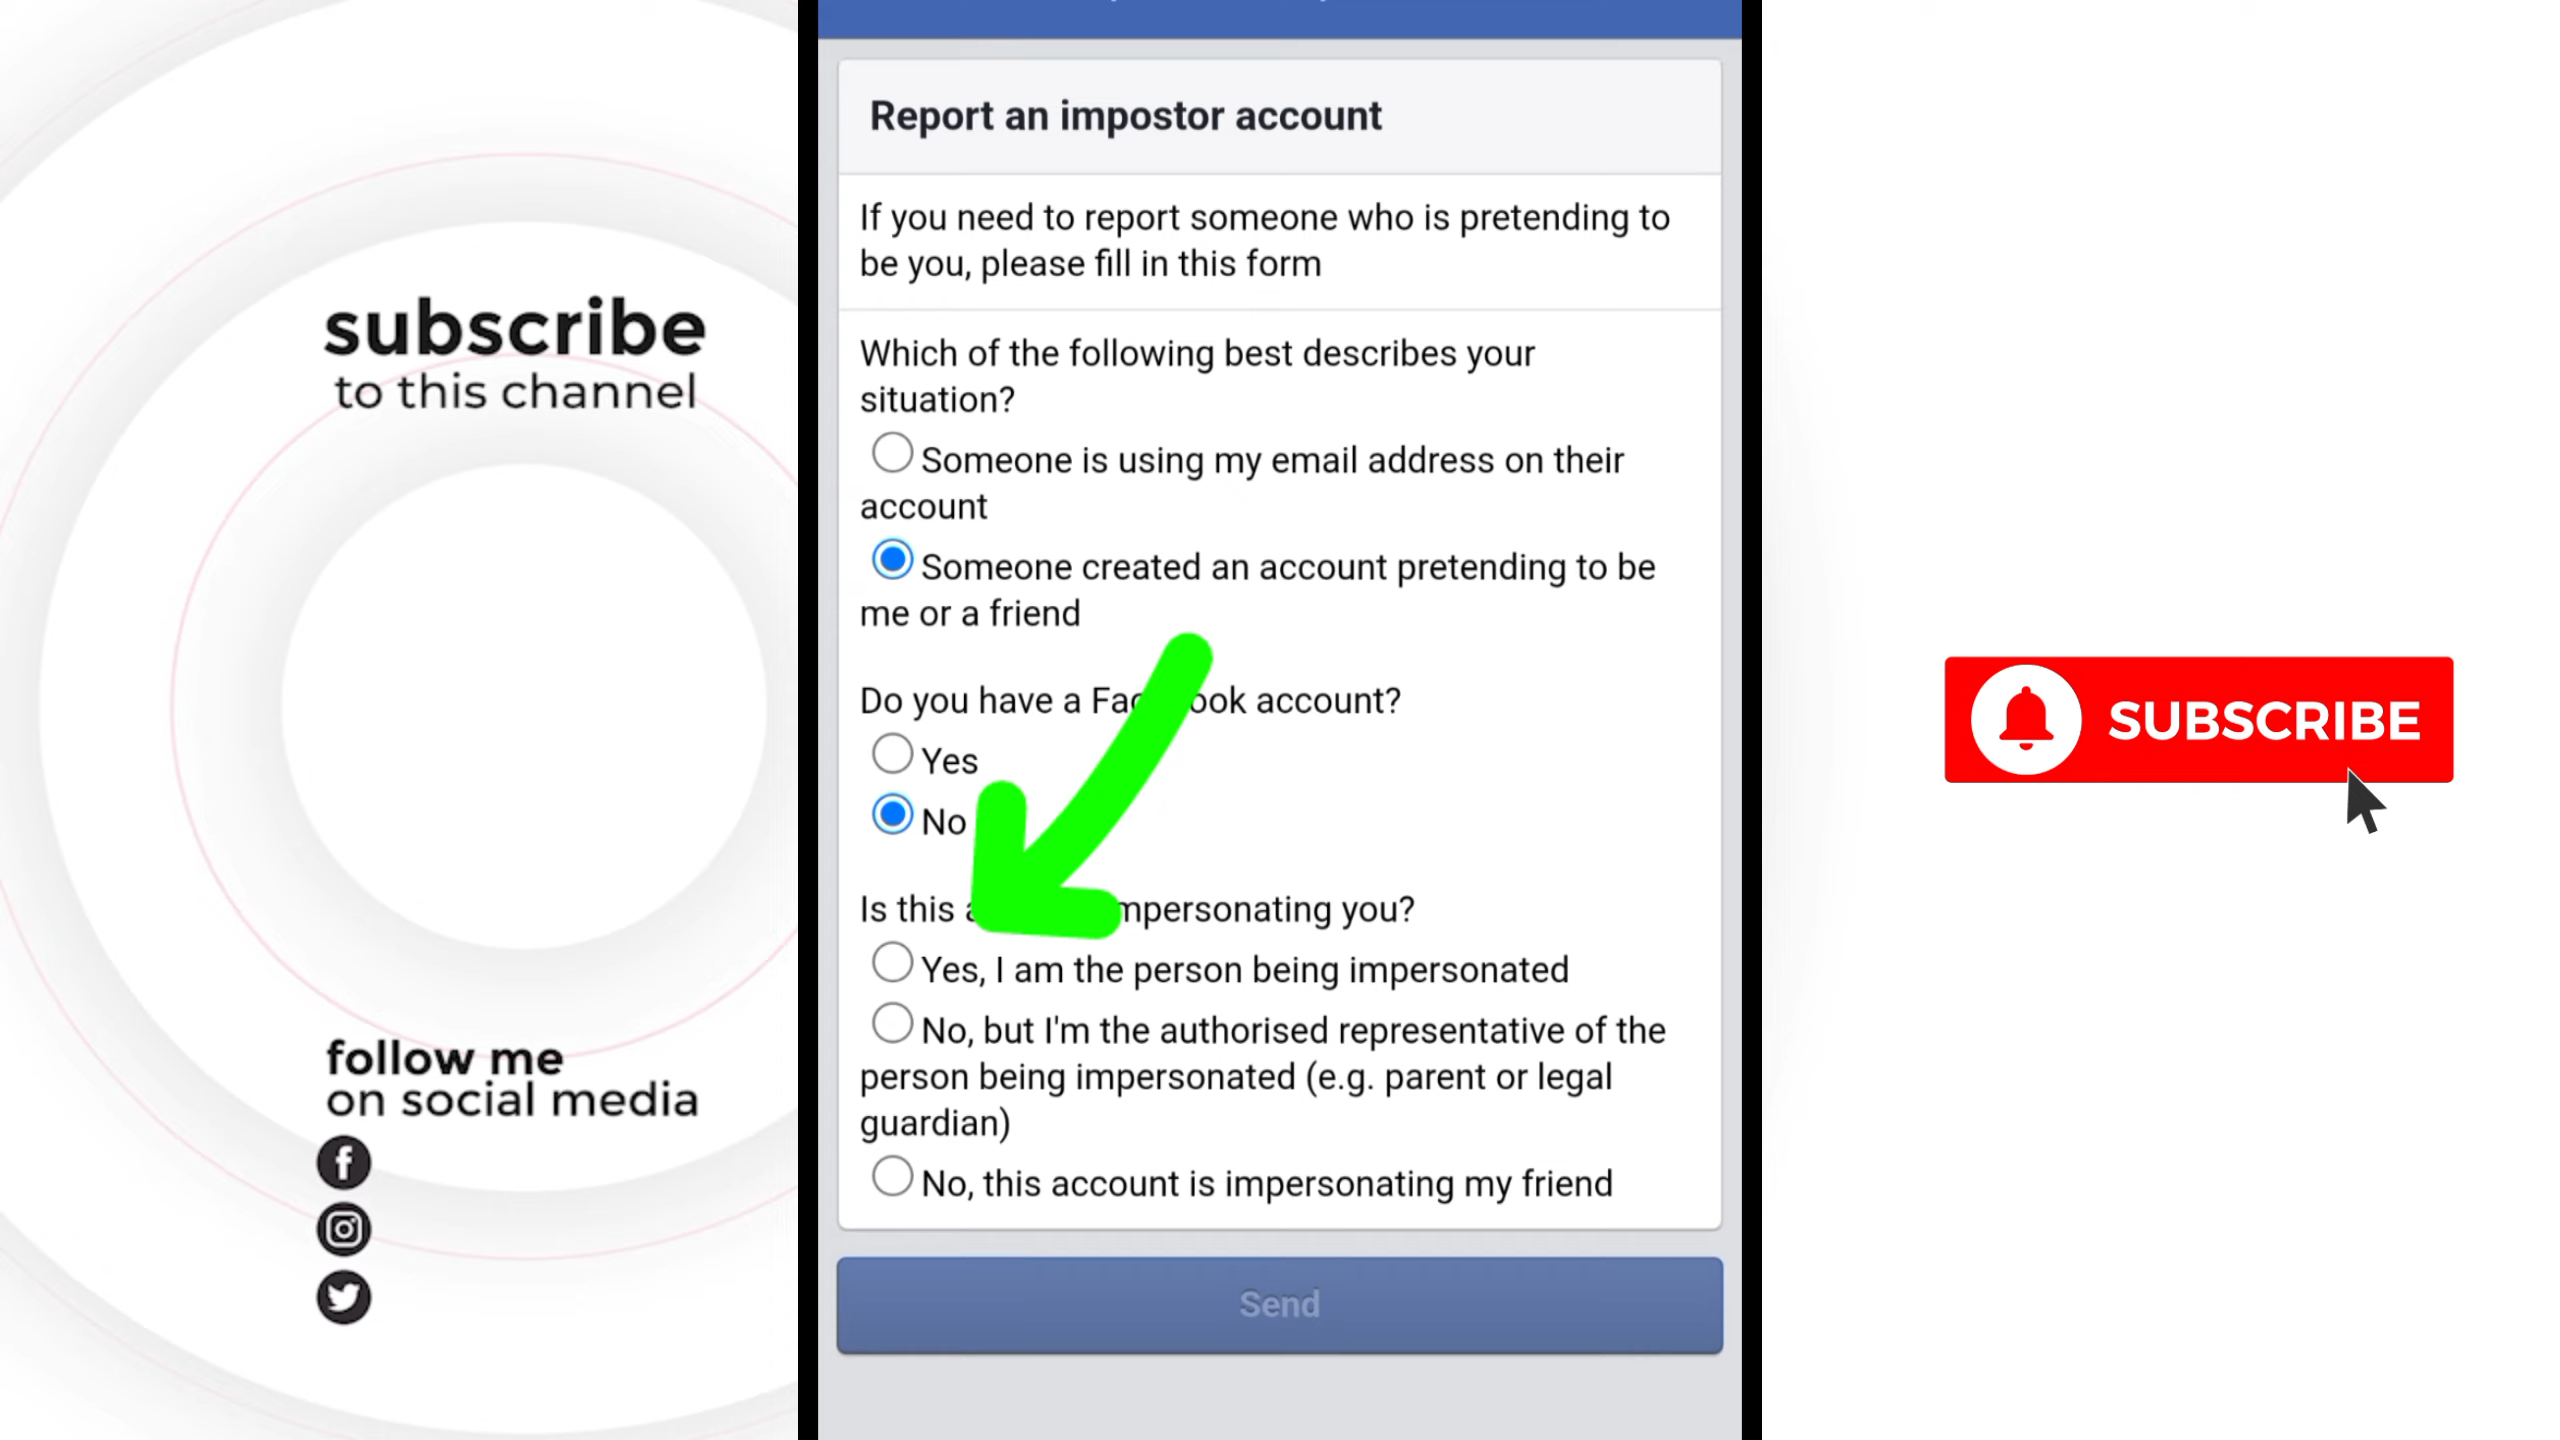 subscribe
to this channel
follow me
on social media
Report an impostor account
If you need to report someone who is pretending to
be you, please fill in this form
Which of the following best describes your
situation?
Someone is using my email address on their
account
Someone created an account pretending to be
me or a friend
Do you have a Facebook account?
Yes
No
Is this impersonating you?
Yes, I am the person being impersonated
No, but I'm the authorised representative of the
person being impersonated (e.g. parent or legal
guardian)
No, this account is impersonating my friend
Send
SUBSCRIBE